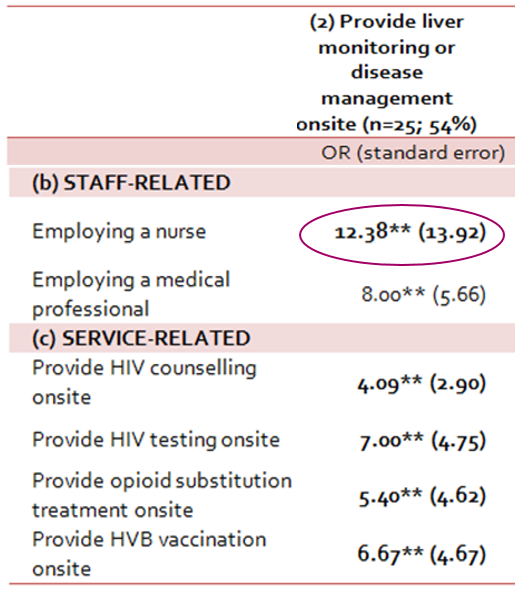 (2) Provide liver
monitoring or
disease
management
onsite (n=25; 54%)
OR (standard error)
(b) STAFF-RELATED
Employing a nurse 12.38** (13.92)
Employing a medical
professional 8.00** (5.66)
(c) SERVICE-RELATED
Provide HIV counselling
onsite 4.09** (2.90)
Provide HIV testing onsite 7.00** (4.75)
Provide opioid substitution
treatment onsite 5.40** (4.62)
Provide HVB vaccination
onsite 6.67** (4.67)